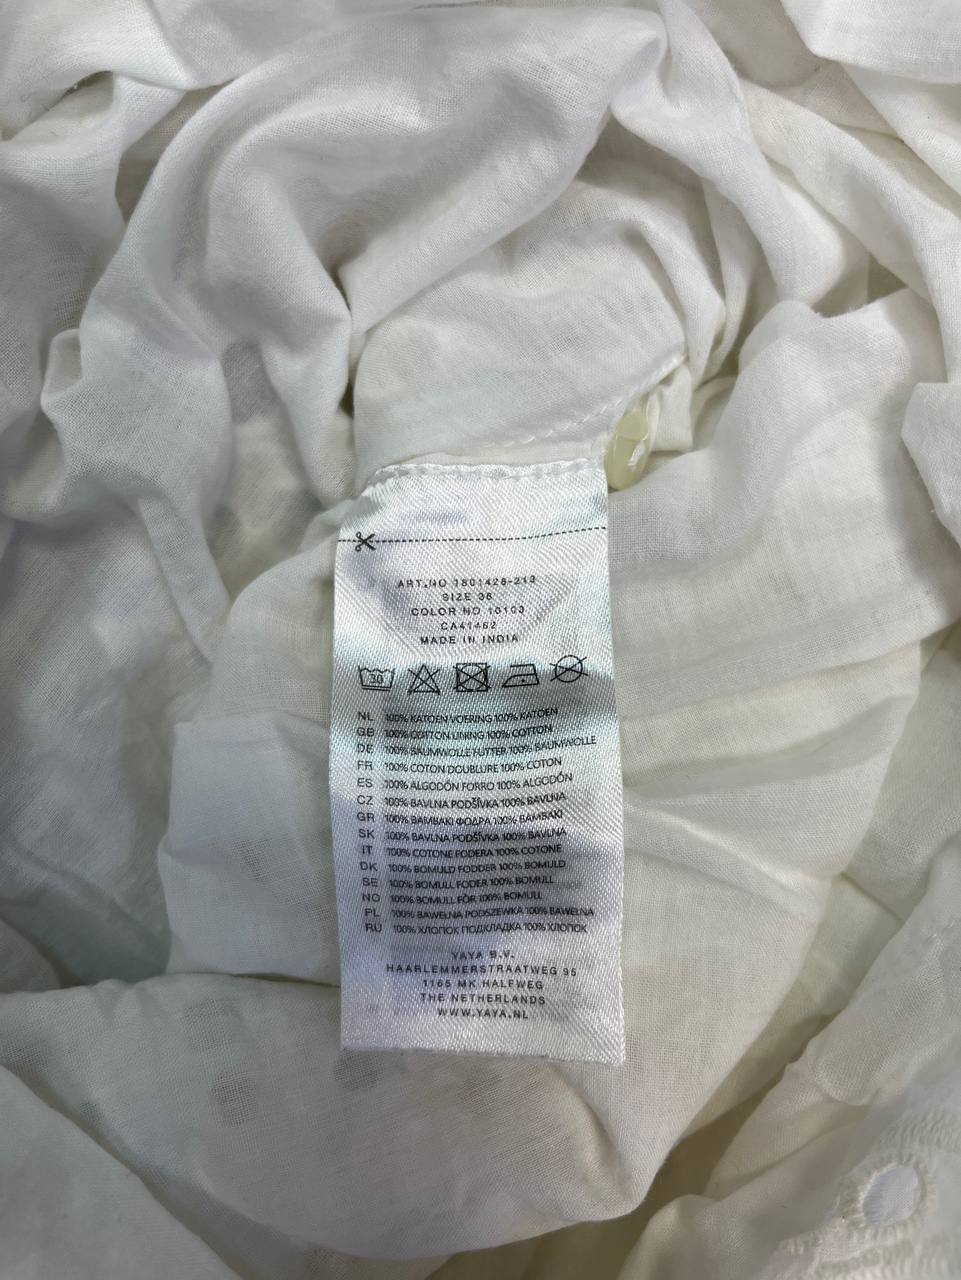 ART.NO 1801426-213
SIZE 36
COLOR NO 10103
CA41462
MADE IN INDIA
30
NL 100% KATOEN VOERING 100% KATOEN
GB 100% COTTON LINING 100% COTTON
DE 100% BAUMWOLLE FUTTER 100% BAUMWOLLE
FR 100% COTON DOUBLURE 100% COTON
ES 100% ALGODÓN FORRO 100% ALGODÓN
CZ 100% BAVLNA PODŠÍVKA 100% BAVLNA
GR 100% ΒΑΜΒΑΚΙ ΦΟΔΡΑ 100% ΒΑΜΒΑΚΙ
SK 100% BAVLNA PODŠÍVKA 100% BAVLNA
IT 100% COTONE FODERA 100% COTONE
DK 100% BOMULD FODDER 100% BOMULD
SE 100% BOMULL FODER 100% BOMULL
NO 100% BOMULL FÔR 100% BOMULL
PL 100% BAWEŁNA PODSZEWKA 100% BAWEŁNA
RU 100% ХЛОПОК ПОДКЛАДКА 100% ХЛОПОК
YAYA B.V.
HAARLEMMERSTRAATWEG 95
1165 MK HALFWEG
THE NETHERLANDS
WWW.YAYA.NL